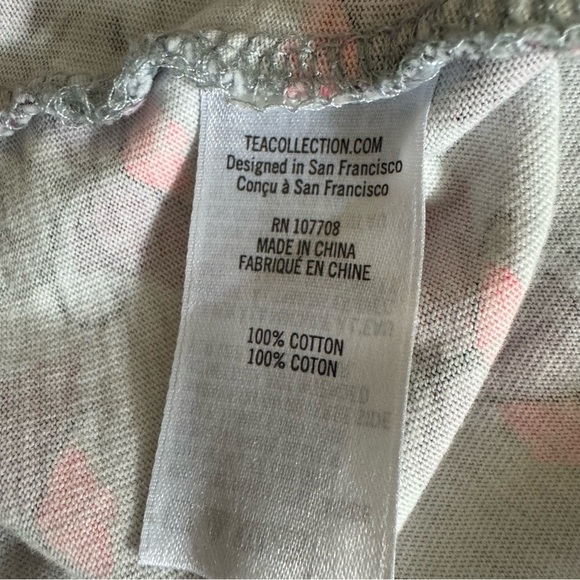 TEACOLLECTION.COM
Designed in San Francisco
Conçu à San Francisco
RN 107708
MADE IN CHINA
FABRIQUÉ EN CHINE
100% COTTON
100% COTON